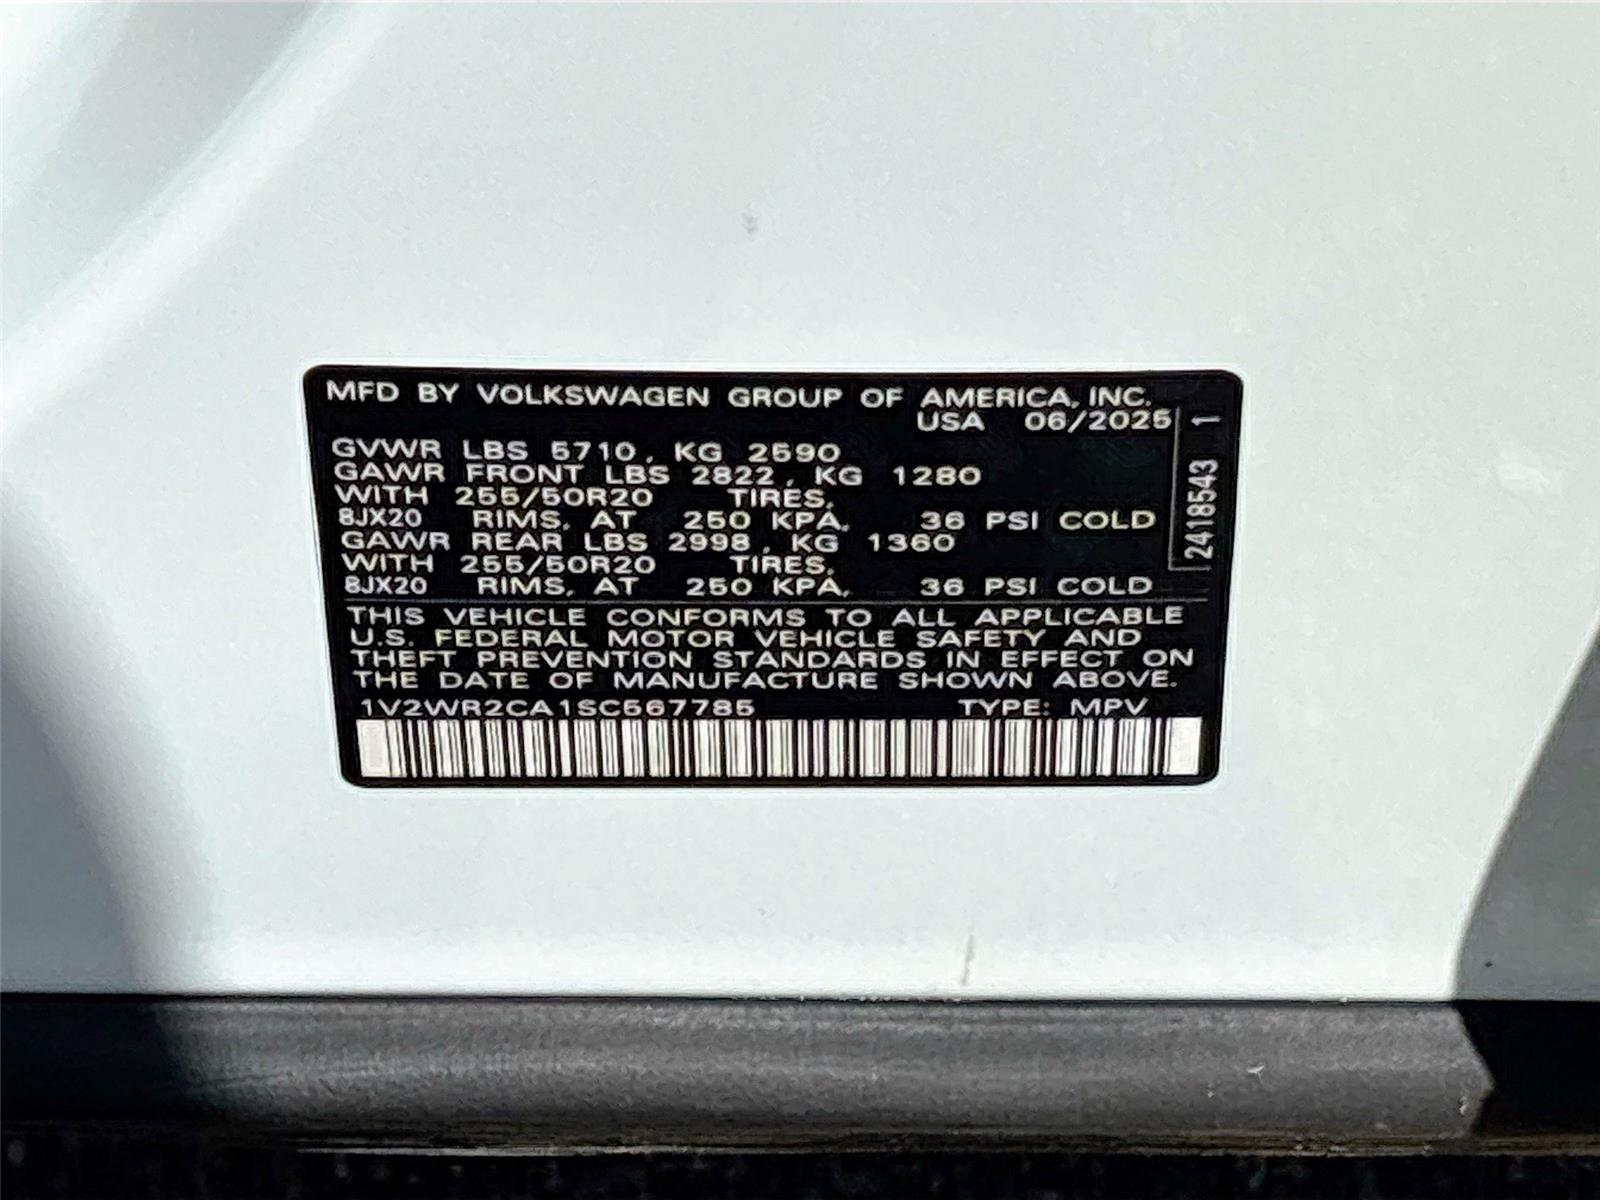 MFD BY VOLKSWAGEN GROUP OF AMERICA, INC.
USA 06/2025
GVWR LBS 5710, KG 2590
GAWR FRONT LBS 2822, KG 1280
WITH 255/50R20 TIRES,
8JX20 RIMS, AT 250 KPA, 36 PSI COLD
GAWR REAR LBS 2998, KG 1360
WITH 255/50R20 TIRES,
8JX20 RIMS, AT 250 KPA, 36 PSI COLD
THIS VEHICLE CONFORMS TO ALL APPLICABLE
U.S. FEDERAL MOTOR VEHICLE SAFETY AND
THEFT PREVENTION STANDARDS IN EFFECT ON
THE DATE OF MANUFACTURE SHOWN ABOVE.
1V2WR2CA1SC567785 TYPE: MPV
2418543 1